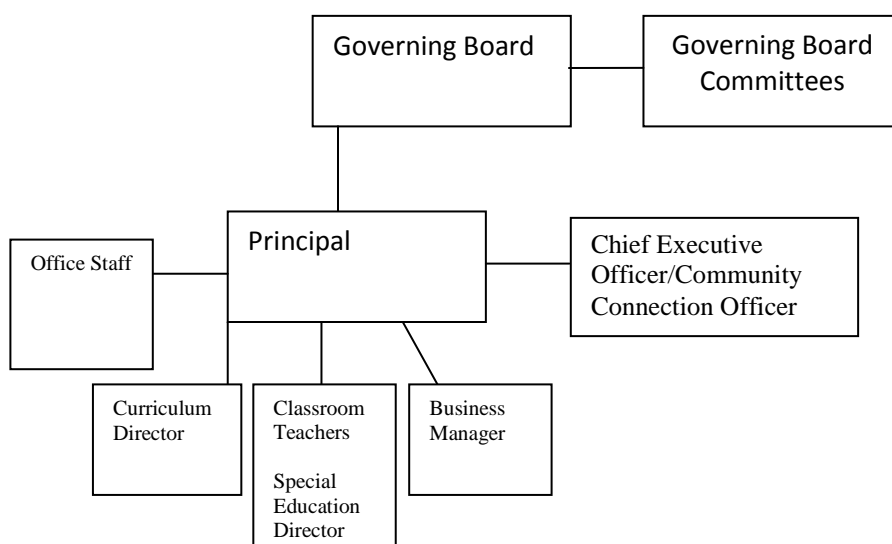 Governing Board
Governing Board
Committees
Principal
Chief Executive
Officer/Community
Connection Officer
Office Staff
Curriculum
Director
Classroom
Teachers
Special
Education
Director
Business
Manager